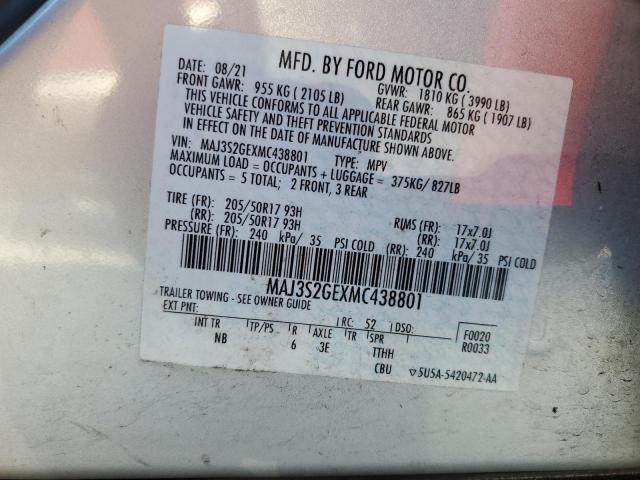 MFD. BY FORD MOTOR CO.
DATE: 08/21 GVWR: 1810 KG ( 3990 LB)
FRONT GAWR: 955 KG ( 2105 LB) REAR GAWR: 865 KG ( 1907 LB)
THIS VEHICLE CONFORMS TO ALL APPLICABLE FEDERAL MOTOR
VEHICLE SAFETY AND THEFT PREVENTION STANDARDS
IN EFFECT ON THE DATE OF MANUFACTURE SHOWN ABOVE.
VIN: MAJ3S2GEXMC438801 TYPE: MPV
MAXIMUM LOAD = OCCUPANTS + LUGGAGE = 375KG/ 827LB
OCCUPANTS = 5 TOTAL; 2 FRONT, 3 REAR
TIRE (FR): 205/50R17 93H RIMS (FR): 17x7.0J
(RR): 205/50R17 93H (RR): 17x7.0J
PRESSURE (FR): 240 kPa/ 35 PSI COLD (RR): 240 kPa/ 35 PSI COLD
MAJ3S2GEXMC438801
TRAILER TOWING - SEE OWNER GUIDE
EXT PNT: RC: 52 DSO: F0020
INT TR TP/PS R AXLE TR SPR R0033
NB 6 3E TTHH
CBU 5U5A-5420472-AA